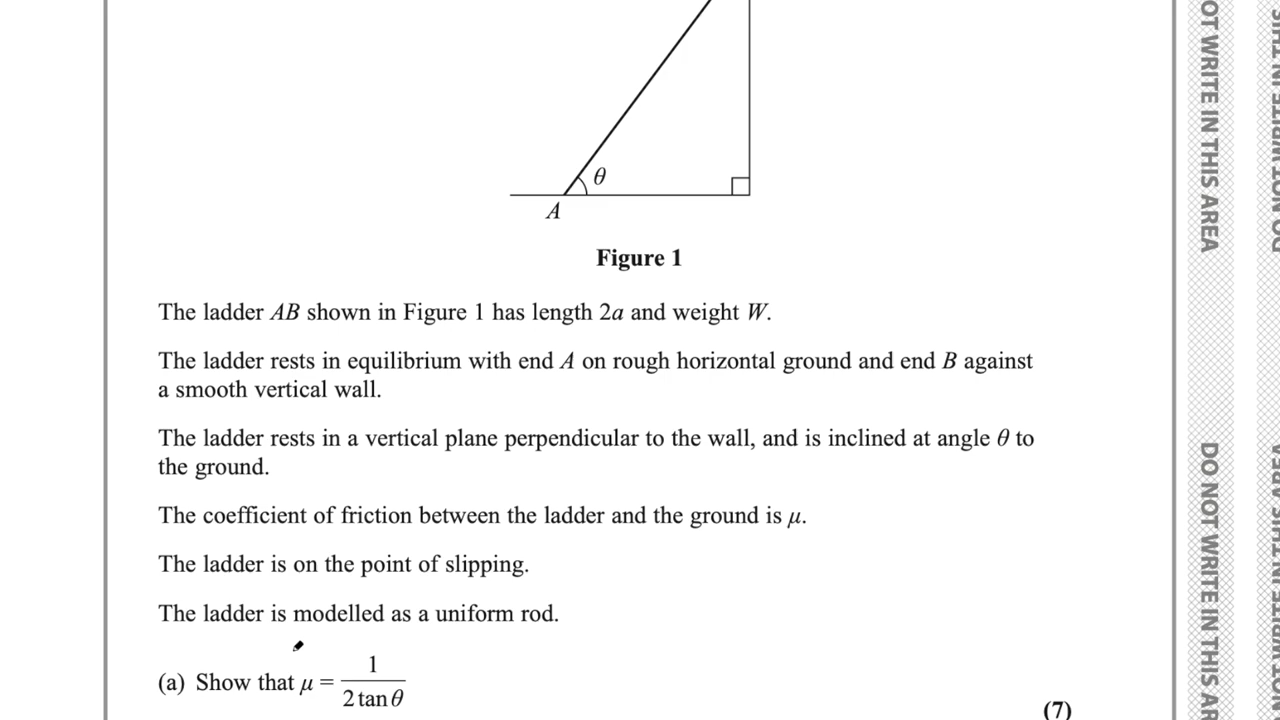 θ
A
Figure 1
The ladder AB shown in Figure 1 has length 2a and weight W.
The ladder rests in equilibrium with end A on rough horizontal ground and end B against
a smooth vertical wall.
The ladder rests in a vertical plane perpendicular to the wall, and is inclined at angle θ to
the ground.
The coefficient of friction between the ladder and the ground is μ.
The ladder is on the point of slipping.
The ladder is modelled as a uniform rod.
(a) Show that μ = 1 / 2 tan θ
(7)
OT WRITE IN THIS AREA
DO NOT WRITE IN THIS AR